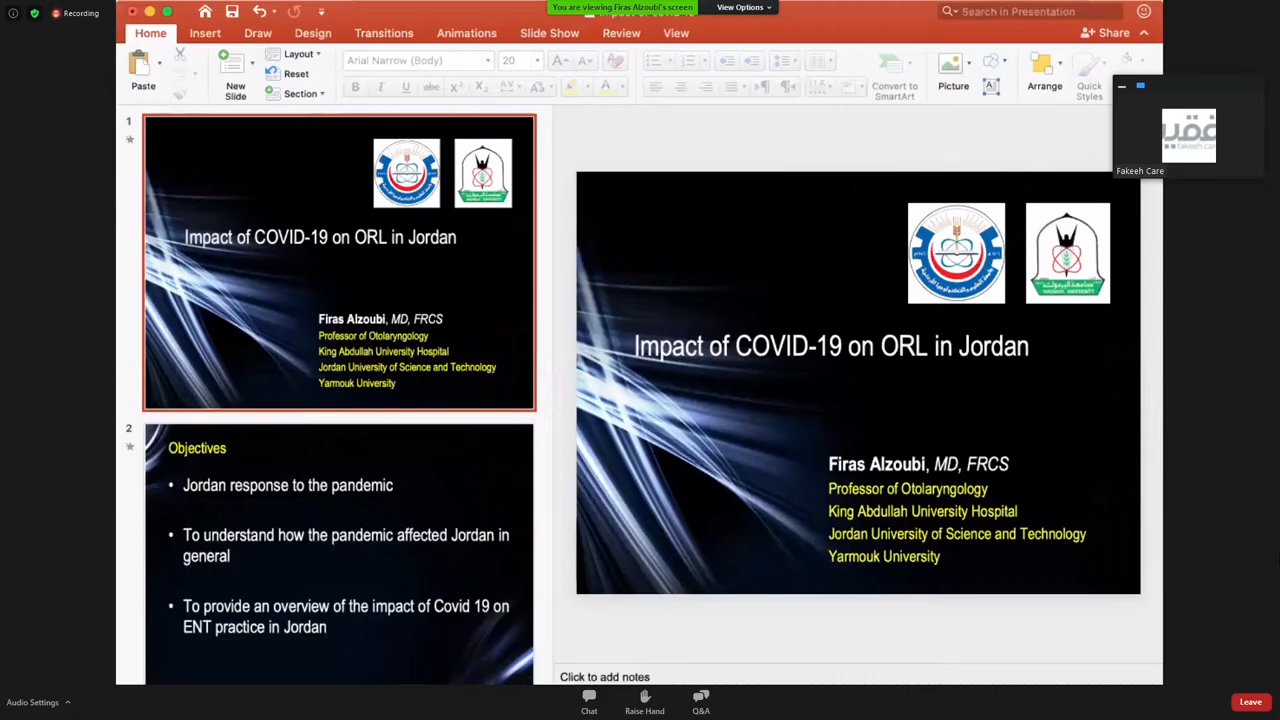 Recording
You are viewing Firas Alzoubi's screen
View Options
Search in Presentation
Home
Insert
Draw
Design
Transitions
Animations
Slide Show
Review
View
Share
Paste
New
Slide
Layout
Reset
Section
Arial Narrow (Body)
20
Convert to
SmartArt
Picture
Arrange
Quick
Styles
Fakeeh Care
1
Impact of COVID-19 on ORL in Jordan
Firas Alzoubi, MD, FRCS
Professor of Otolaryngology
King Abdullah University Hospital
Jordan University of Science and Technology
Yarmouk University
2
Objectives
• Jordan response to the pandemic
• To understand how the pandemic affected Jordan in
general
• To provide an overview of the impact of Covid 19 on
ENT practice in Jordan
Impact of COVID-19 on ORL in Jordan
Firas Alzoubi, MD, FRCS
Professor of Otolaryngology
King Abdullah University Hospital
Jordan University of Science and Technology
Yarmouk University
Click to add notes
Audio Settings
Chat
Raise Hand
Q&A
Leave